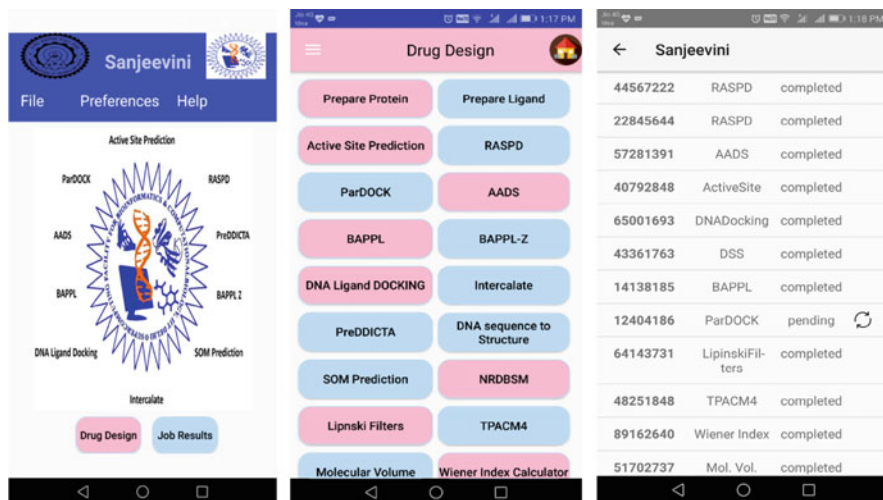 Sanjeevini
File Preferences Help
Active Site Prediction
ParDOCK RASPD
AADS PreDDICTA
BAPPL BAPPL Z
DNA Ligand Docking SOM Prediction
Intercalate
Drug Design Job Results
1:17 PM
Drug Design
Prepare Protein Prepare Ligand
Active Site Prediction RASPD
ParDOCK AADS
BAPPL BAPPL-Z
DNA Ligand DOCKING Intercalate
PreDDICTA DNA sequence to
Structure
SOM Prediction NRDBSM
Lipnski Filters TPACM4
Molecular Volume Wiener Index Calculator
1:18 PM
Sanjeevini
44567222 RASPD completed
22845644 RASPD completed
57281391 AADS completed
40792848 ActiveSite completed
65001693 DNADocking completed
43361763 DSS completed
14138185 BAPPL completed
12404186 ParDOCK pending
64143731 LipinskiFil- completed
ters
48251848 TPACM4 completed
89162640 Wiener Index completed
51702737 Mol. Vol. completed